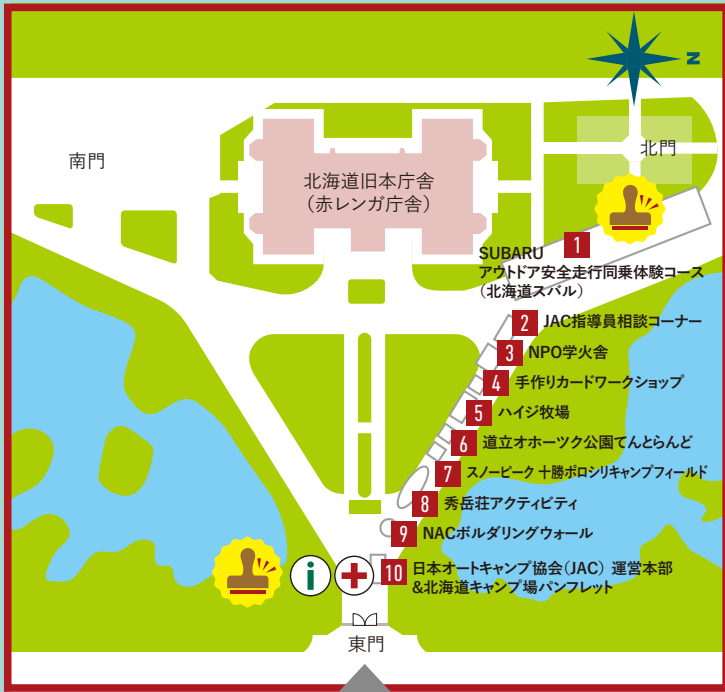 N
南門
北門
北海道旧本庁舎
（赤レンガ庁舎）
1
SUBARU
アウトドア安全走行同乗体験コース
（北海道スバル）
2 JAC指導員相談コーナー
3 NPO学火舎
4 手作りカードワークショップ
5 ハイジ牧場
6 道立オホーツク公園てんとらんど
7 スノーピーク 十勝ポロシリキャンプフィールド
8 秀岳荘アクティビティ
9 NACボルダリングウォール
i
10 日本オートキャンプ協会（JAC） 運営本部
&北海道キャンプ場パンフレット
東門